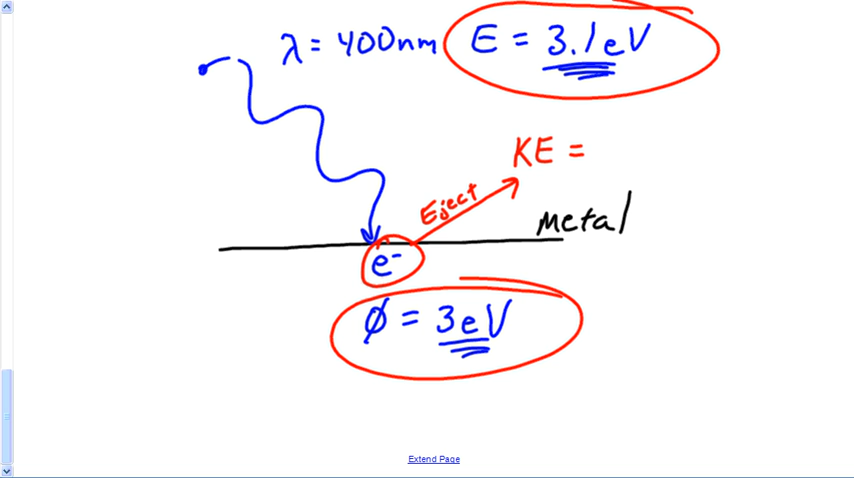 λ = 400nm E = 3.1eV
KE =
Eject
Metal
e⁻
ϕ = 3eV
Extend Page